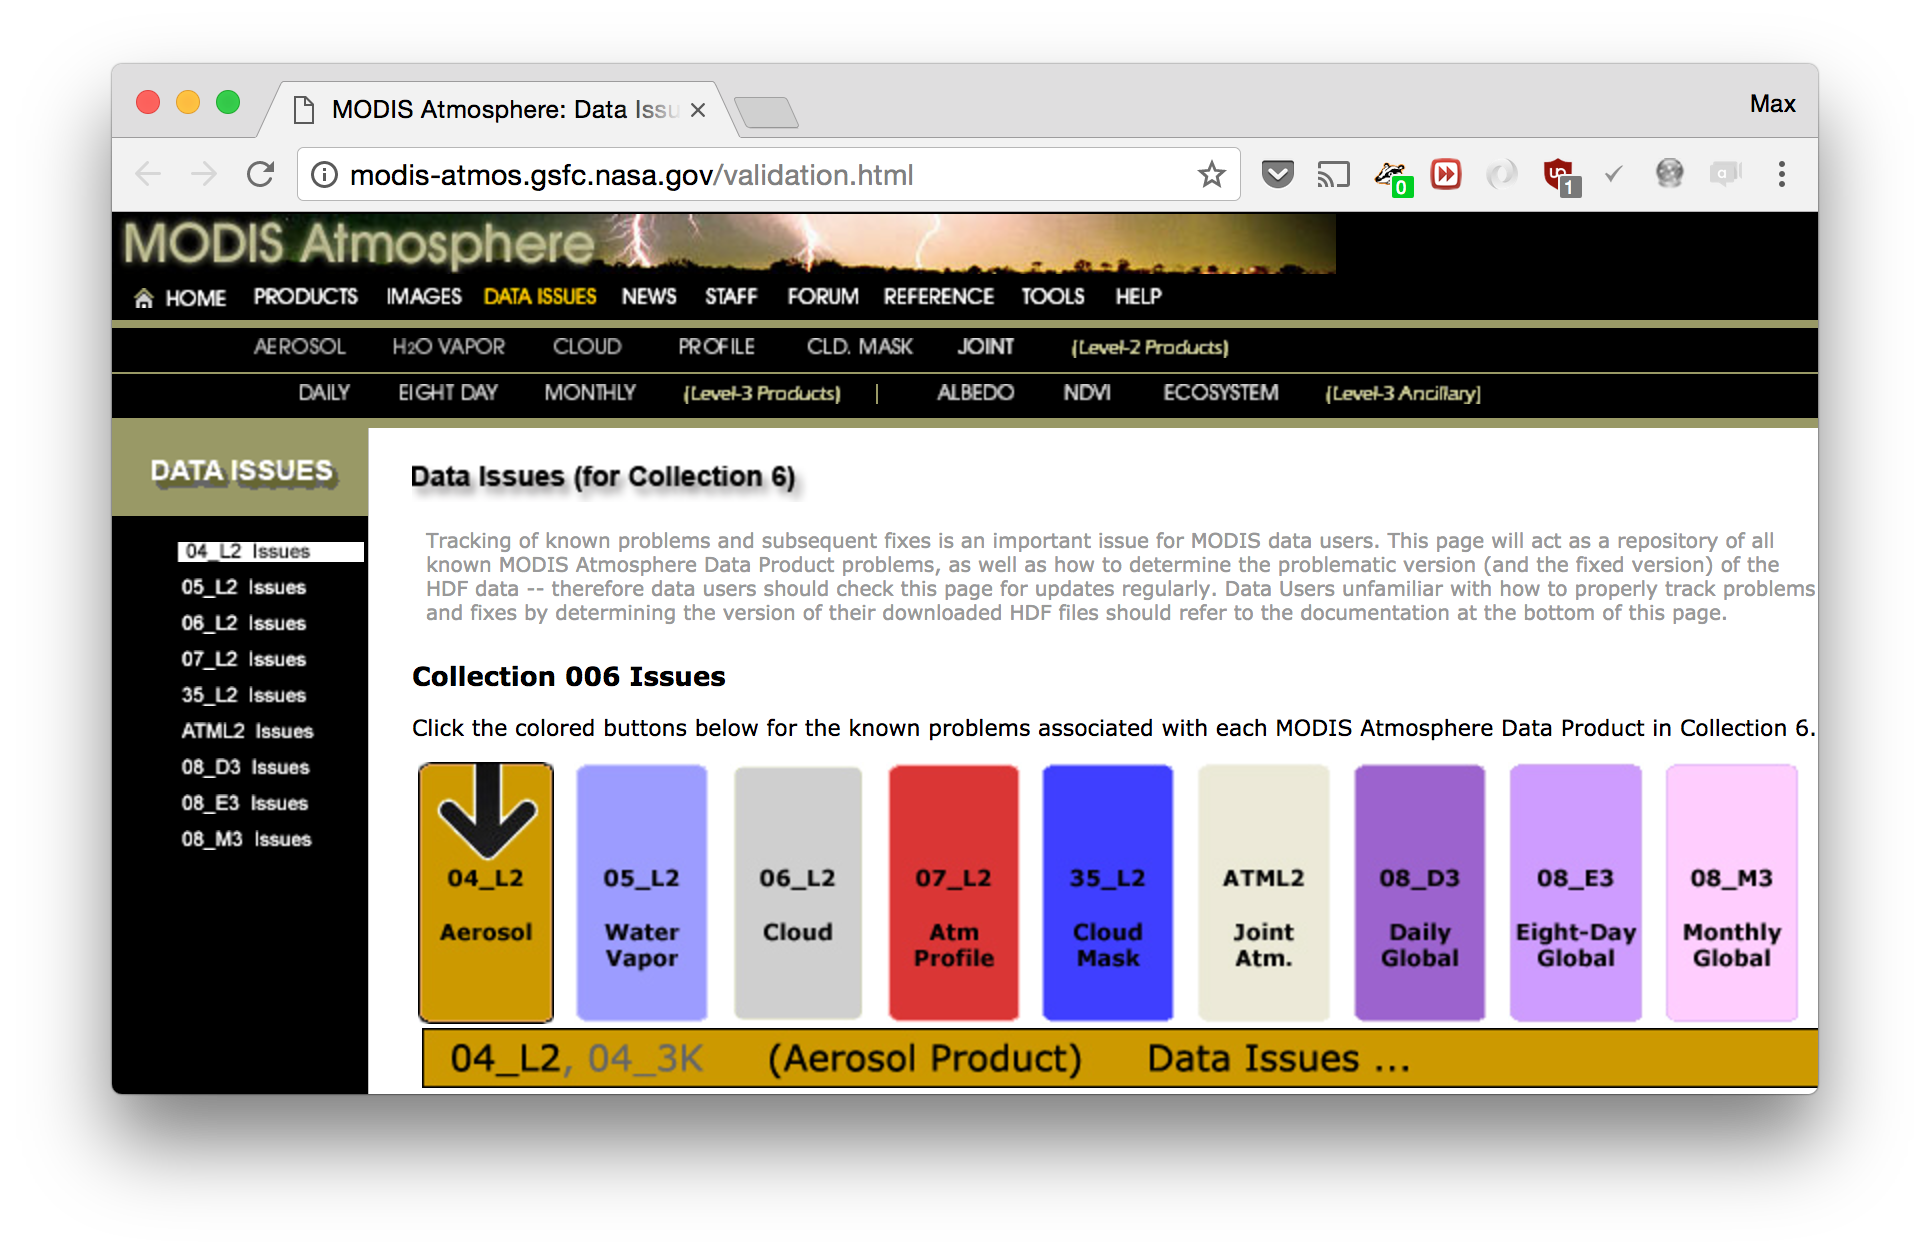 MODIS Atmosphere: Data Issu
Max
modis-atmos.gsfc.nasa.gov/validation.html
0
1
MODIS Atmosphere
HOME PRODUCTS IMAGES DATA ISSUES NEWS STAFF FORUM REFERENCE TOOLS HELP
AEROSOL H2O VAPOR CLOUD PROFILE CLD. MASK JOINT (Level-2 Products)
DAILY EIGHT DAY MONTHLY (Level-3 Products) | ALBEDO NDVI ECOSYSTEM (Level-3 Ancillary)
DATA ISSUES
04_L2 Issues
05_L2 Issues
06_L2 Issues
07_L2 Issues
35_L2 Issues
ATML2 Issues
08_D3 Issues
08_E3 Issues
08_M3 Issues
Data Issues (for Collection 6)
Tracking of known problems and subsequent fixes is an important issue for MODIS data users. This page will act as a repository of all
known MODIS Atmosphere Data Product problems, as well as how to determine the problematic version (and the fixed version) of the
HDF data -- therefore data users should check this page for updates regularly. Data Users unfamiliar with how to properly track problems
and fixes by determining the version of their downloaded HDF files should refer to the documentation at the bottom of this page.
Collection 006 Issues
Click the colored buttons below for the known problems associated with each MODIS Atmosphere Data Product in Collection 6.
04_L2
Aerosol
05_L2
Water
Vapor
06_L2
Cloud
07_L2
Atm
Profile
35_L2
Cloud
Mask
ATML2
Joint
Atm.
08_D3
Daily
Global
08_E3
Eight-Day
Global
08_M3
Monthly
Global
04_L2, 04_3K (Aerosol Product) Data Issues ...